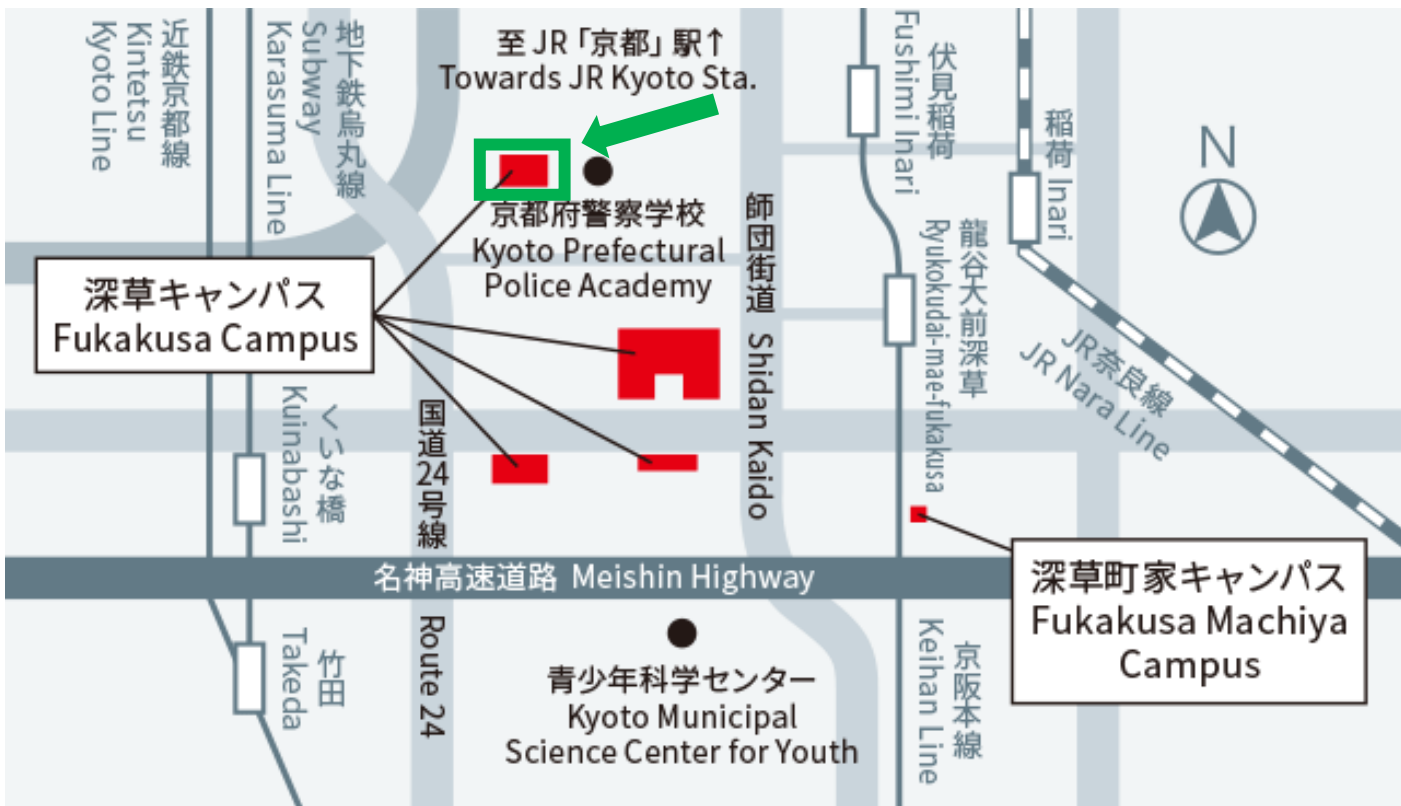 近鉄京都線
Kintetsu
Kyoto Line
地下鉄烏丸線
Subway
Karasuma Line
至 JR「京都」駅↑
Towards JR Kyoto Sta.
伏見稲荷
Fushimi Inari
稲荷 Inari
N
京都府警察学校
Kyoto Prefectural
Police Academy
師団街道 Shidan Kaido
龍谷大前深草
Ryukokudai-mae-fukakusa
深草キャンパス
Fukakusa Campus
JR奈良線
JR Nara Line
くいな橋
Kuinabashi
国道24号線
Route 24
名神高速道路 Meishin Highway
深草町家キャンパス
Fukakusa Machiya
Campus
竹田
Takeda
青少年科学センター
Kyoto Municipal
Science Center for Youth
京阪本線
Keihan Line